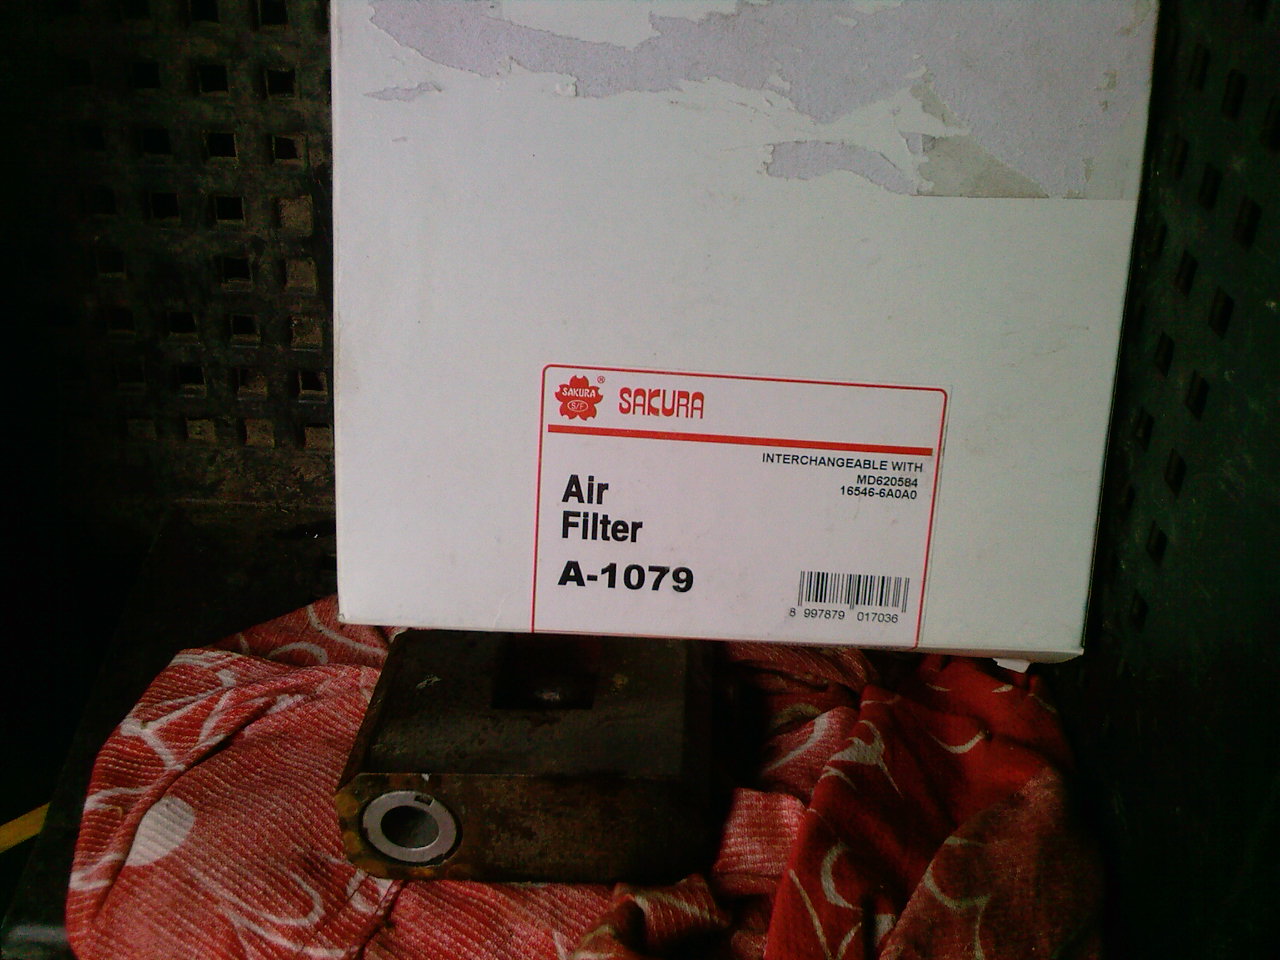 SAKURA
S/F
®
SAKURA
INTERCHANGEABLE WITH
MD620584
16546-6A0A0
Air
Filter
A-1079
8 997879 017036